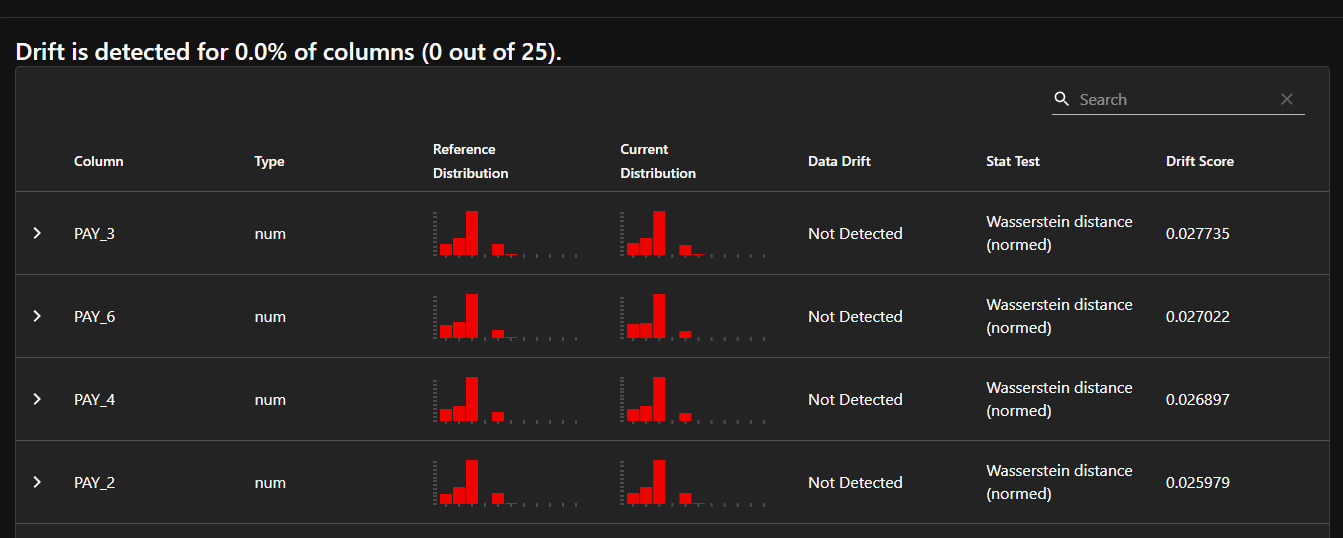 Drift is detected for 0.0% of columns (0 out of 25).
Search
Column Type Reference Distribution Current Distribution Data Drift Stat Test Drift Score
PAY_3 num Not Detected Wasserstein distance (normed) 0.027735
PAY_6 num Not Detected Wasserstein distance (normed) 0.027022
PAY_4 num Not Detected Wasserstein distance (normed) 0.026897
PAY_2 num Not Detected Wasserstein distance (normed) 0.025979